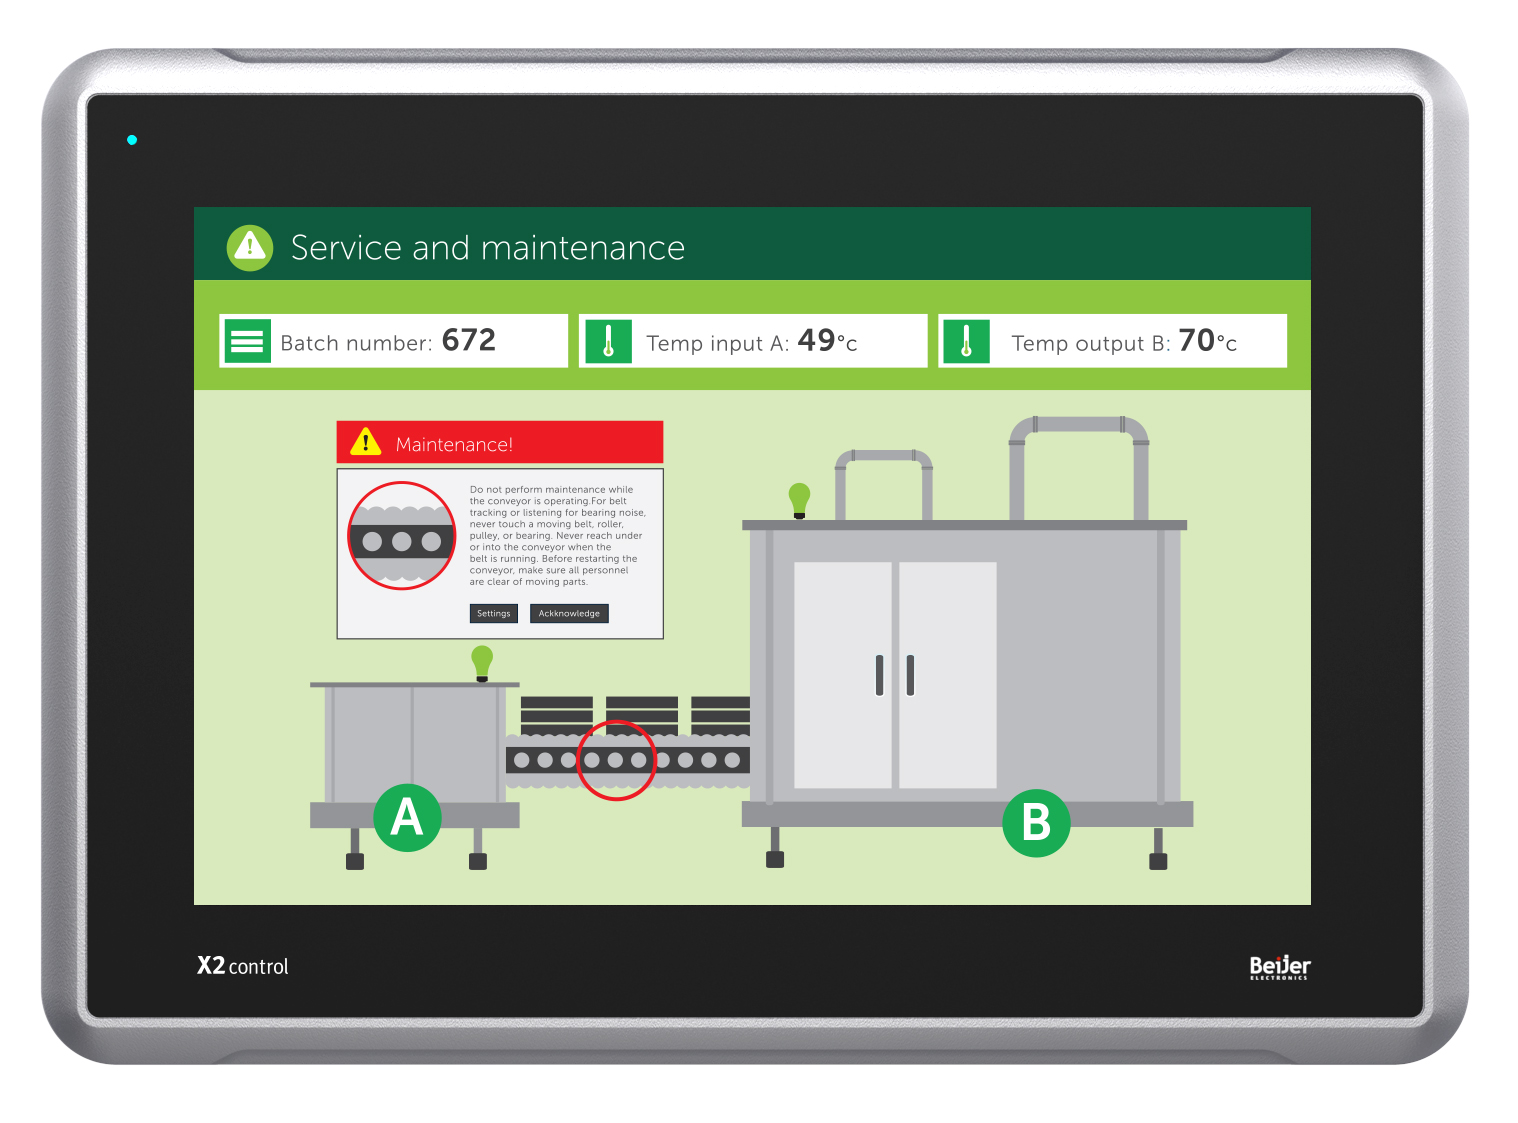 Service and maintenance
Batch number: 672
Temp input A: 49°c
Temp output B: 70°c
Maintenance!
Do not perform maintenance while
the conveyor is operating.For belt
tracking or listening for bearing noise,
never touch a moving belt, roller,
pulley, or bearing. Never reach under
or into the conveyor when the
belt is running. Before restarting the
conveyor, make sure all personnel
are clear of moving parts.
Settings
Ackknowledge
A
B
X2 control
Beijer
ELECTRONICS